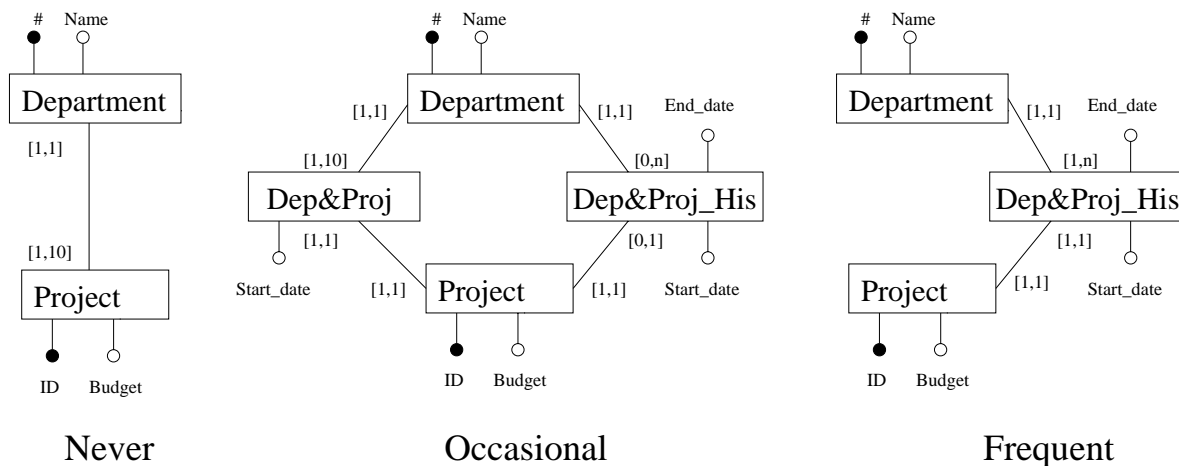 # Name
Department
[1,1]
[1,10]
Project
ID Budget
Never
# Name
Department
[1,1] [1,1]
End_date
[1,10] [0,n]
Dep&Proj Dep&Proj_His
[1,1] [0,1]
Start_date [1,1] Project [1,1] Start_date
ID Budget
Occasional
# Name
Department
End_date
[1,n]
Dep&Proj_His
[1,1]
Project [1,1] Start_date
ID Budget
Frequent